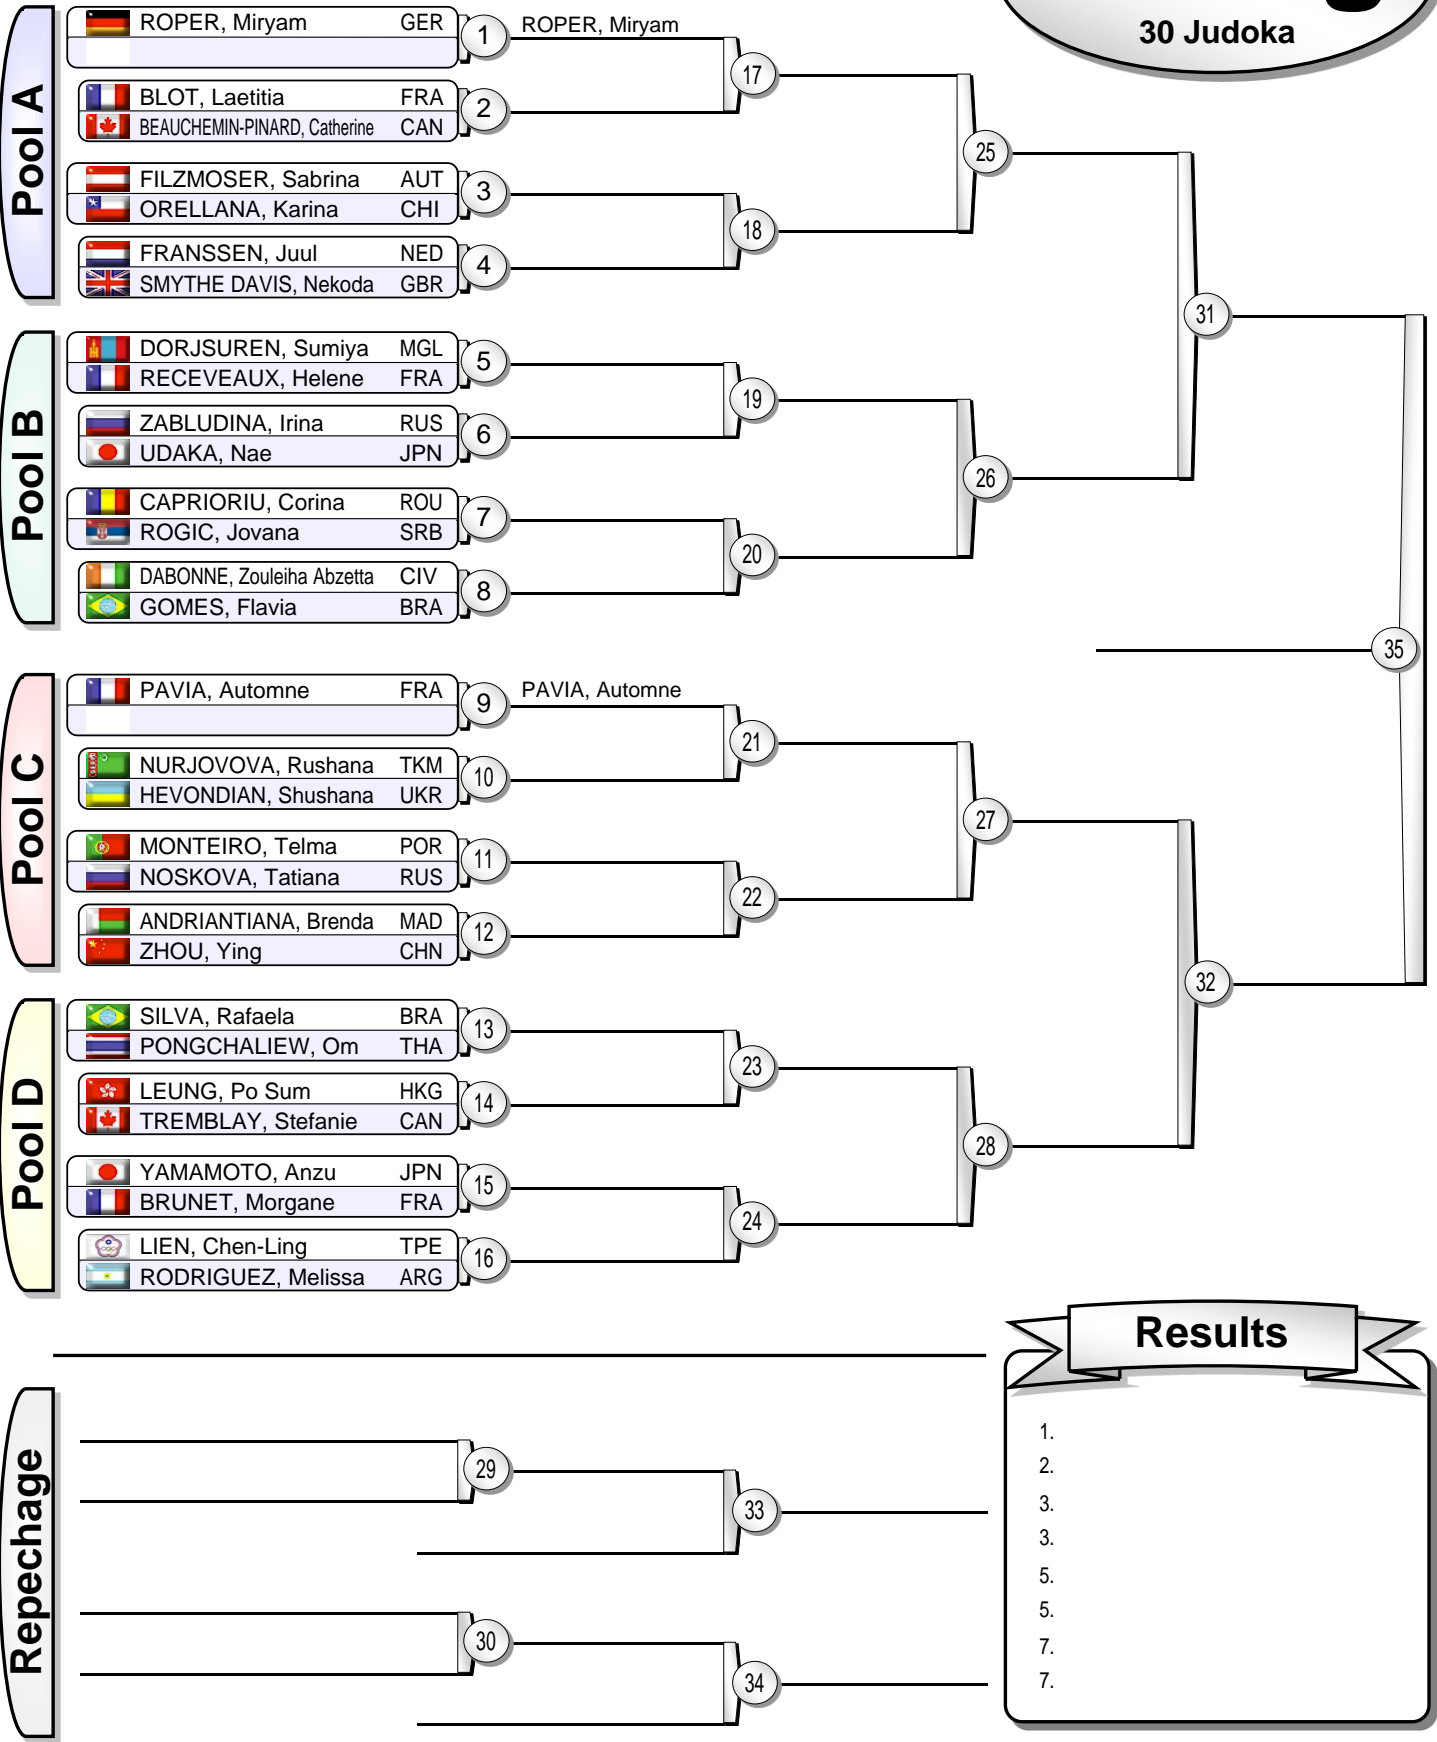 30 Judoka
Pool A
ROPER, Miryam GER
1
ROPER, Miryam
BLOT, Laetitia FRA
BEAUCHEMIN-PINARD, Catherine CAN
2
17
FILZMOSER, Sabrina AUT
ORELLANA, Karina CHI
3
FRANSSEN, Juul NED
SMYTHE DAVIS, Nekoda GBR
4
18
25
Pool B
DORJSUREN, Sumiya MGL
RECEVEAUX, Helene FRA
5
ZABLUDINA, Irina RUS
UDAKA, Nae JPN
6
19
CAPRIORIU, Corina ROU
ROGIC, Jovana SRB
7
DABONNE, Zouleiha Abzetta CIV
GOMES, Flavia BRA
8
20
26
31
35
Pool C
PAVIA, Automne FRA
9
PAVIA, Automne
NURJOVOVA, Rushana TKM
HEVONDIAN, Shushana UKR
10
21
MONTEIRO, Telma POR
NOSKOVA, Tatiana RUS
11
ANDRIANTIANA, Brenda MAD
ZHOU, Ying CHN
12
22
27
Pool D
SILVA, Rafaela BRA
PONGCHALIEW, Om THA
13
LEUNG, Po Sum HKG
TREMBLAY, Stefanie CAN
14
23
YAMAMOTO, Anzu JPN
BRUNET, Morgane FRA
15
LIEN, Chen-Ling TPE
RODRIGUEZ, Melissa ARG
16
24
28
32
Repechage
29
33
30
34
Results
1.
2.
3.
3.
5.
5.
7.
7.